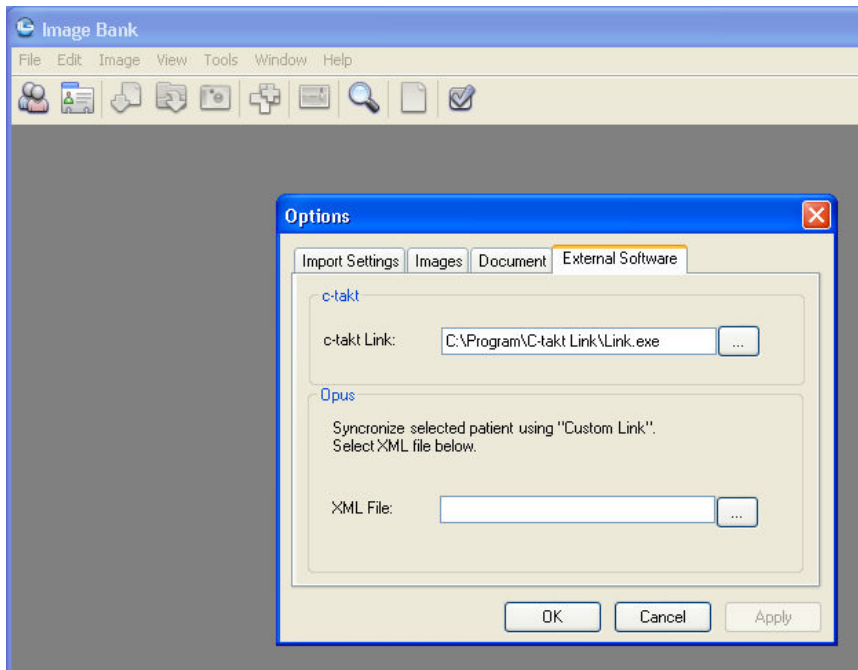 Image Bank
File Edit Image View Tools Window Help
Options
Import Settings Images Document External Software
c-takt
c-takt Link: C:\Program\C-takt Link\Link.exe ...
Opus
Syncronize selected patient using "Custom Link".
Select XML file below.
XML File: ...
OK Cancel Apply